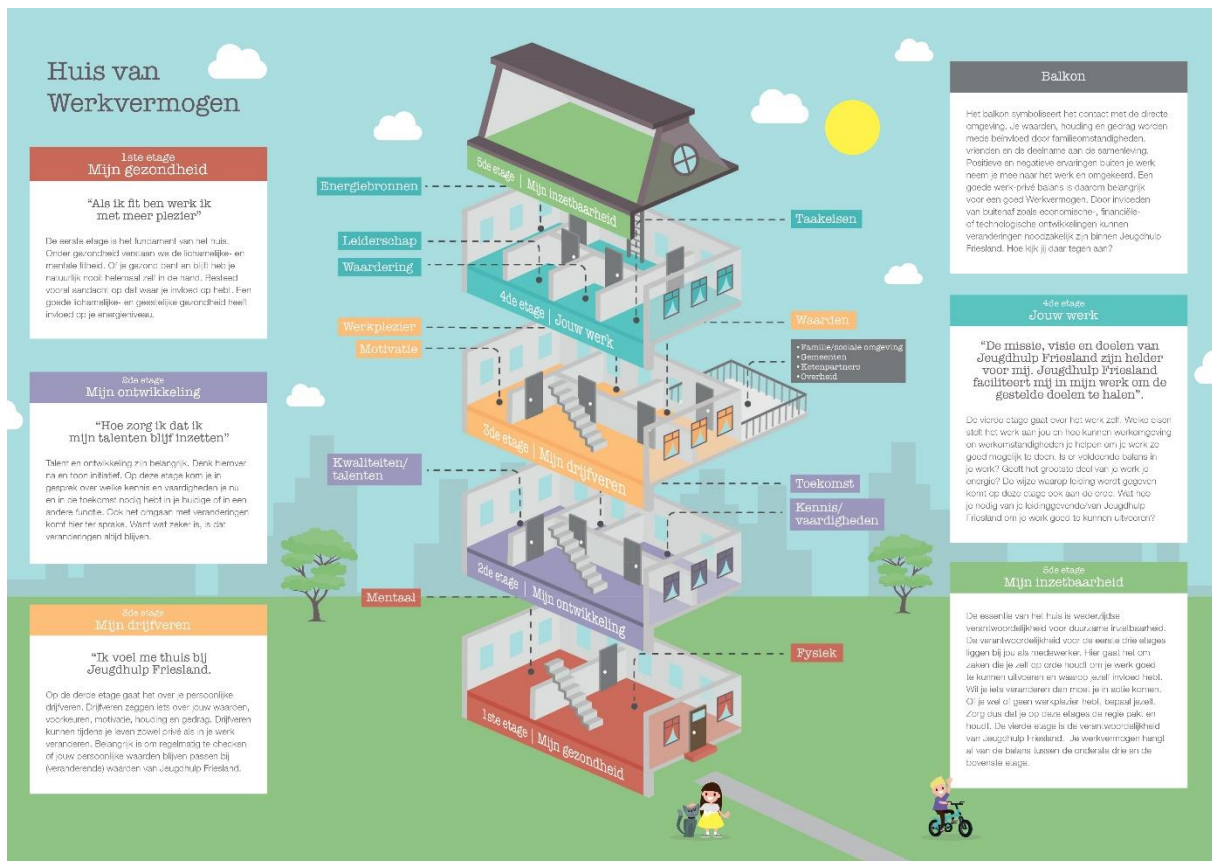 Huis van
Werkvermogen
1ste etage
Mijn gezondheid
“Als ik fit ben werk ik
met meer plezier”
De eerste etage is het fundament van het huis.
Onder gezondheid verstaan we de lichamelijke- en
mentale fitheid. Of je gezond bent en blijft heb je
natuurlijk nooit helemaal zelf in de hand. Besteed
vooral aandacht op dat waar je invloed op hebt. Een
goede lichamelijke- en geestelijke gezondheid heeft
invloed op je energieniveau.
2de etage
Mijn ontwikkeling
“Hoe zorg ik dat ik
mijn talenten blijf inzetten”
Talent en ontwikkeling zijn belangrijk. Denk hierover
na en toon initiatief. Op deze etage kom je in
gesprek over welke kennis en vaardigheden je nu
en in de toekomst nodig hebt in je huidige of in een
andere functie. Ook het omgaan met veranderingen
komt hier ter sprake. Want wat zeker is, is dat
veranderingen altijd blijven.
3de etage
Mijn drijfveren
“Ik voel me thuis bij
Jeugdhulp Friesland.
Op de derde etage gaat het over je persoonlijke
drijfveren. Drijfveren zeggen iets over jouw waarden,
voorkeuren, motivatie, houding en gedrag. Drijfveren
kunnen tijdens je leven zowel privé als in je werk
veranderen. Belangrijk is om regelmatig te checken
of jouw persoonlijke waarden blijven passen bij
(veranderende) waarden van Jeugdhulp Friesland.
Energiebronnen
Leiderschap
Waardering
Werkplezier
Motivatie
Kwaliteiten/
talenten
Mentaal
5de etage | Mijn inzetbaarheid
4de etage | Jouw werk
3de etage | Mijn drijfveren
2de etage | Mijn ontwikkeling
1ste etage | Mijn gezondheid
Taakeisen
Waarden
• Familie/sociale omgeving
• Gemeenten
• Ketenpartners
• Overheid
Toekomst
Kennis/
vaardigheden
Fysiek
Balkon
Het balkon symboliseert het contact met de directe
omgeving. Je waarden, houding en gedrag worden
mede beïnvloed door familieomstandigheden,
vrienden en de deelname aan de samenleving.
Positieve en negatieve ervaringen buiten je werk
neem je mee naar het werk en omgekeerd. Een
goede werk-privé balans is daarom belangrijk
voor een goed Werkvermogen. Door invloeden
van buitenaf zoals economische-, financiële-
of technologische ontwikkelingen kunnen
veranderingen noodzakelijk zijn binnen Jeugdhulp
Friesland. Hoe kijk jij daar tegen aan?
4de etage
Jouw werk
“De missie, visie en doelen van
Jeugdhulp Friesland zijn helder
voor mij. Jeugdhulp Friesland
faciliteert mij in mijn werk om de
gestelde doelen te halen”.
De vierde etage gaat over het werk zelf. Welke eisen
stelt het werk aan jou en hoe kunnen werkomgeving
en werkomstandigheden je helpen om je werk zo
goed mogelijk te doen. Is er voldoende balans in
je werk? Geeft het grootste deel van je werk je
energie? De wijze waarop leiding wordt gegeven
komt op deze etage ook aan de orde. Wat heb
je nodig van je leidinggevende/van Jeugdhulp
Friesland om je werk goed te kunnen uitvoeren?
5de etage
Mijn inzetbaarheid
De essentie van het huis is wederzijdse
verantwoordelijkheid voor duurzame inzetbaarheid.
De verantwoordelijkheid voor de eerste drie etages
liggen bij jou als medewerker. Hier gaat het om
zaken die je zelf op orde houdt om je werk goed
te kunnen uitvoeren en waarop jezelf invloed hebt.
Wil je iets veranderen dan moet je in actie komen.
Of je wel of geen werkplezier hebt, bepaal jezelf.
Zorg dus dat je op deze etages de regie pakt en
houdt. De vierde etage is de verantwoordelijkheid
van Jeugdhulp Friesland. Je werkvermogen hangt
af van de balans tussen de onderste drie en de
bovenste etage.